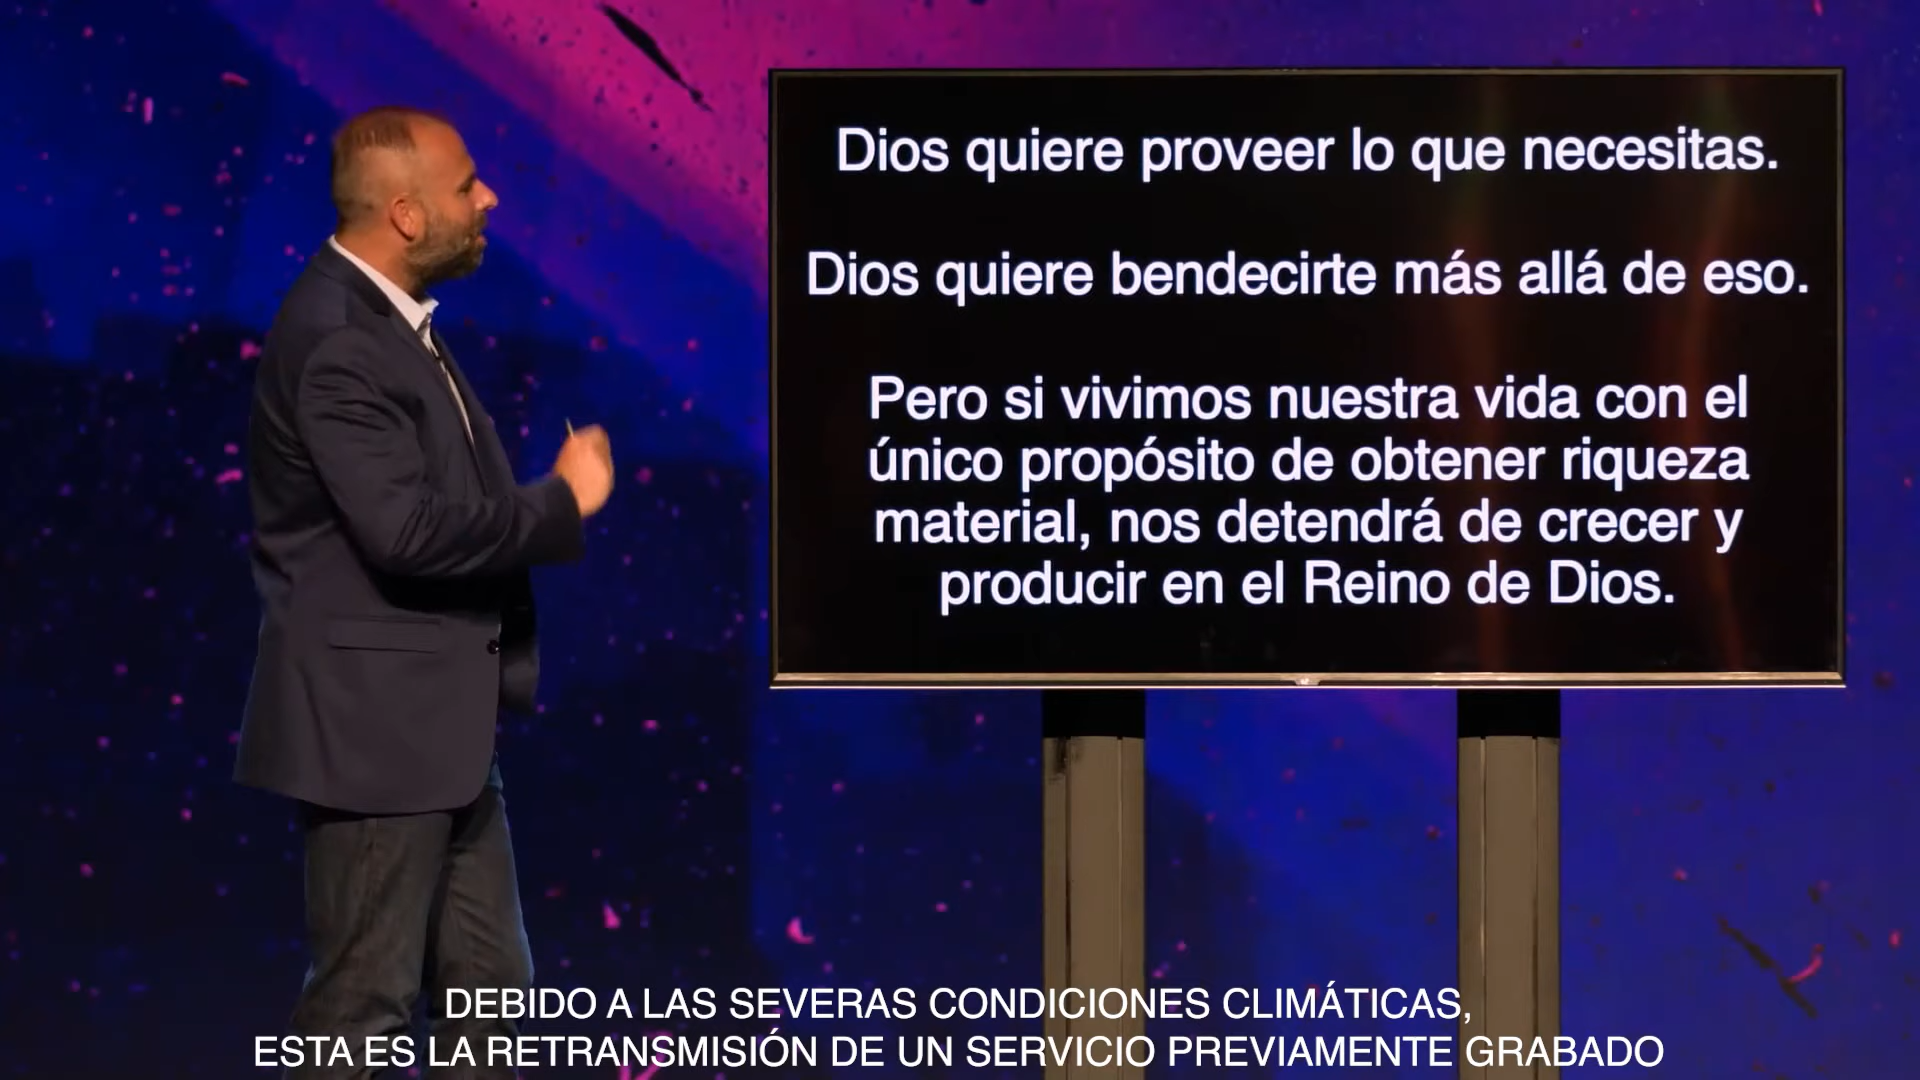 Dios quiere proveer lo que necesitas.
Dios quiere bendecirte más allá de eso.
Pero si vivimos nuestra vida con el
único propósito de obtener riqueza
material, nos detendrá de crecer y
producir en el Reino de Dios.
DEBIDO A LAS SEVERAS CONDICIONES CLIMÁTICAS,
ESTA ES LA RETRANSMISIÓN DE UN SERVICIO PREVIAMENTE GRABADO